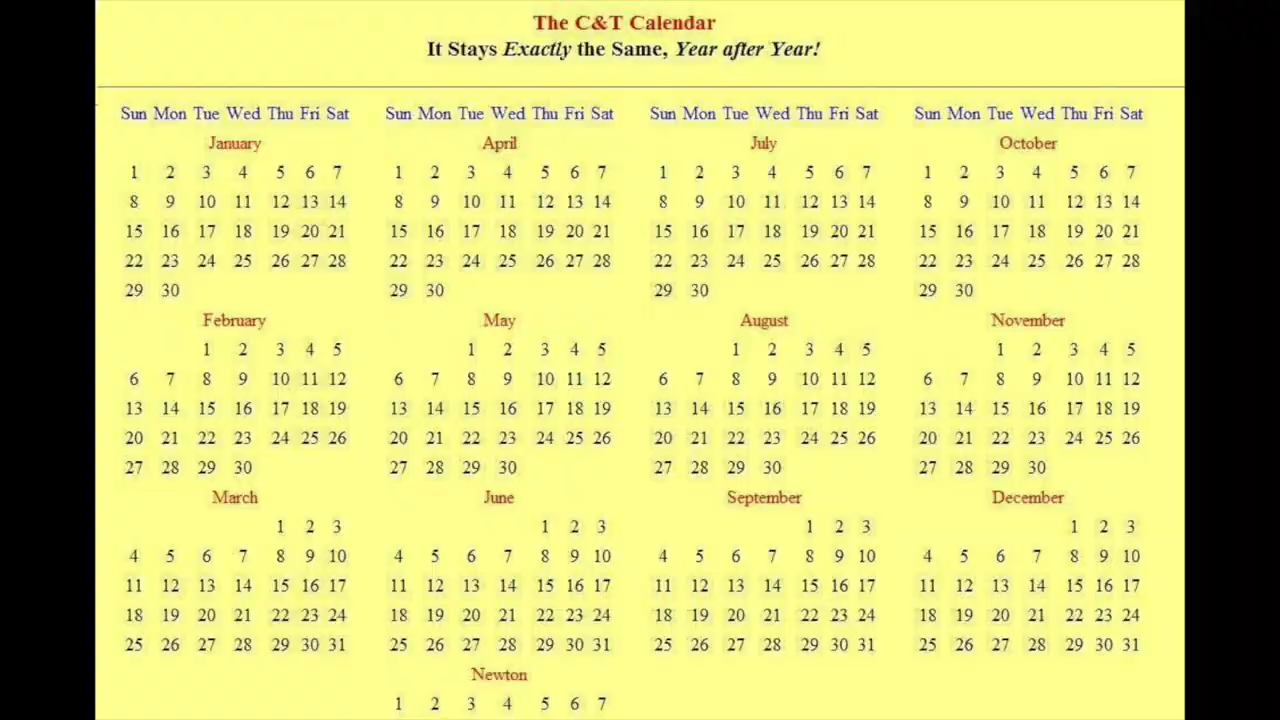 The C&T Calendar
It Stays Exactly the Same, Year after Year!
Sun Mon Tue Wed Thu Fri Sat Sun Mon Tue Wed Thu Fri Sat Sun Mon Tue Wed Thu Fri Sat Sun Mon Tue Wed Thu Fri Sat
January April July October
1 2 3 4 5 6 7 1 2 3 4 5 6 7 1 2 3 4 5 6 7 1 2 3 4 5 6 7
8 9 10 11 12 13 14 8 9 10 11 12 13 14 8 9 10 11 12 13 14 8 9 10 11 12 13 14
15 16 17 18 19 20 21 15 16 17 18 19 20 21 15 16 17 18 19 20 21 15 16 17 18 19 20 21
22 23 24 25 26 27 28 22 23 24 25 26 27 28 22 23 24 25 26 27 28 22 23 24 25 26 27 28
29 30 29 30 29 30 29 30
February May August November
1 2 3 4 5 1 2 3 4 5 1 2 3 4 5 1 2 3 4 5
6 7 8 9 10 11 12 6 7 8 9 10 11 12 6 7 8 9 10 11 12 6 7 8 9 10 11 12
13 14 15 16 17 18 19 13 14 15 16 17 18 19 13 14 15 16 17 18 19 13 14 15 16 17 18 19
20 21 22 23 24 25 26 20 21 22 23 24 25 26 20 21 22 23 24 25 26 20 21 22 23 24 25 26
27 28 29 30 27 28 29 30 27 28 29 30 27 28 29 30
March June September December
1 2 3 1 2 3 1 2 3 1 2 3
4 5 6 7 8 9 10 4 5 6 7 8 9 10 4 5 6 7 8 9 10 4 5 6 7 8 9 10
11 12 13 14 15 16 17 11 12 13 14 15 16 17 11 12 13 14 15 16 17 11 12 13 14 15 16 17
18 19 20 21 22 23 24 18 19 20 21 22 23 24 18 19 20 21 22 23 24 18 19 20 21 22 23 24
25 26 27 28 29 30 31 25 26 27 28 29 30 31 25 26 27 28 29 30 31 25 26 27 28 29 30 31
Newton
1 2 3 4 5 6 7